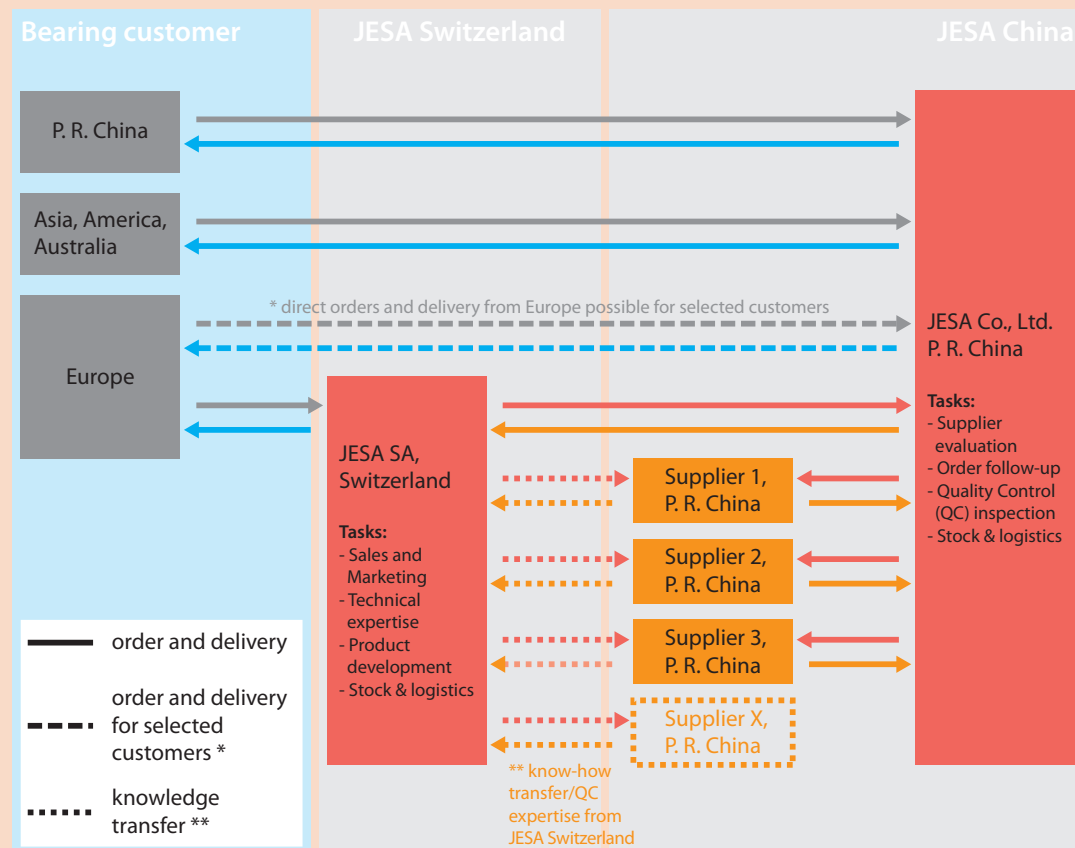 Bearing customer
JESA Switzerland
JESA China
P. R. China
Asia, America,
Australia
* direct orders and delivery from Europe possible for selected customers
Europe
JESA Co., Ltd.
P. R. China
Tasks:
- Supplier
evaluation
- Order follow-up
- Quality Control
(QC) inspection
- Stock & logistics
JESA SA,
Switzerland
Tasks:
- Sales and
Marketing
- Technical
expertise
- Product
development
- Stock & logistics
Supplier 1,
P. R. China
Supplier 2,
P. R. China
Supplier 3,
P. R. China
Supplier X,
P. R. China
** know-how
transfer/QC
expertise from
JESA Switzerland
order and delivery
order and delivery
for selected
customers *
knowledge
transfer **